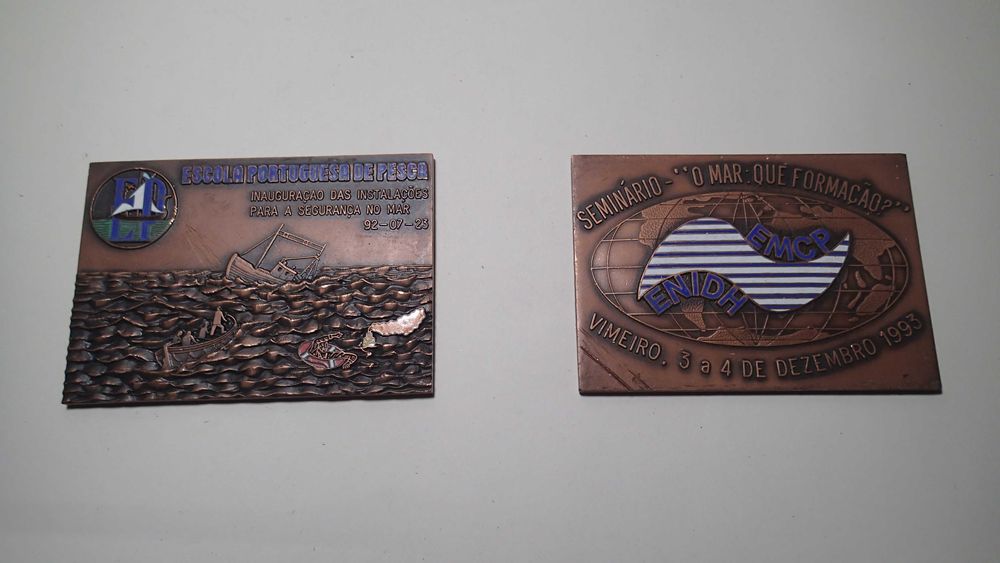 ESCOLA PORTUGUESA DE PESCA
INAUGURAÇÃO DAS INSTALAÇÕES
PARA A SEGURANÇA NO MAR
92-07-23
EPP
SEMINÁRIO - "O MAR: QUE FORMAÇÃO?"
EMCP
ENIDH
VIMEIRO, 3 a 4 DE DEZEMBRO 1993